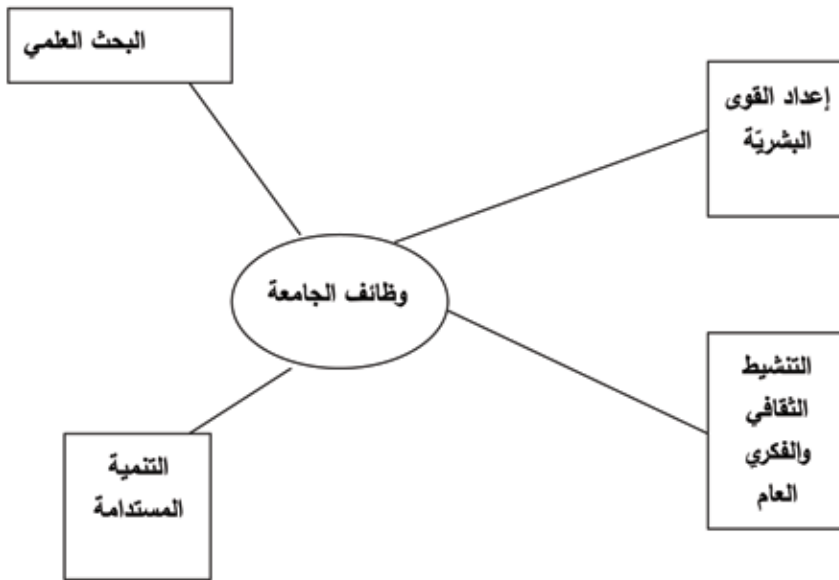 البحث العلمي
إعداد القوى
البشريّة
وظائف الجامعة
التنشيط
الثقافي
والفكري
العام
التنمية
المستدامة